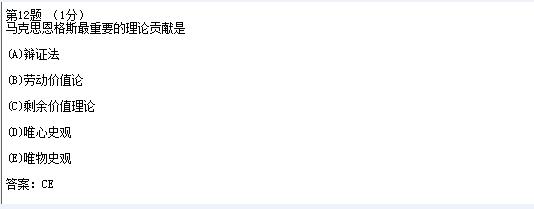 第12题 （1分）
马克思恩格斯最重要的理论贡献是
(A)辩证法
(B)劳动价值论
(C)剩余价值理论
(D)唯心史观
(E)唯物史观
答案：CE